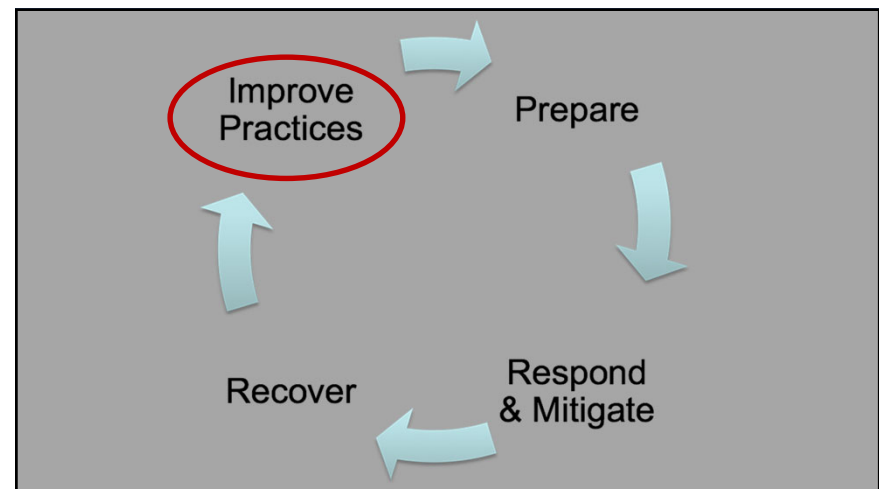 Improve
Practices
Prepare
Respond
& Mitigate
Recover